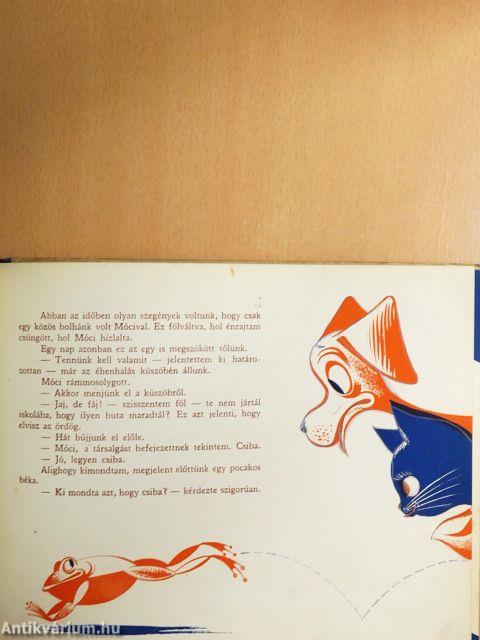 Abban az időben olyan szegények voltunk, hogy csak
egy közös bolhánk volt Mócival. Ez fölváltva, hol énrajtam
csüngött, hol Móci hízlalta.
Egy nap azonban ez az egy is megszökött tőlünk.
— Tennünk kell valamit — jelentettem ki határo-
zottan — már az éhenhalás küszöbén állunk.
Móci rámmosolygott.
— Akkor menjünk el a küszöbről.
— Jaj, de fáj! — szisszentem föl — te nem jártál
iskolába, hogy ilyen buta maradtál? Ez azt jelenti, hogy
elvisz az ördög.
— Hát bújjunk el előle.
— Móci, a társalgást befejezettnek tekintem. Csiba.
— Jó, legyen csiba.
Alighogy kimondtam, megjelent előttünk egy pocakos
béka.
— Ki mondta azt, hogy csiba? — kérdezte szigorúan.
Antikvárium.hu